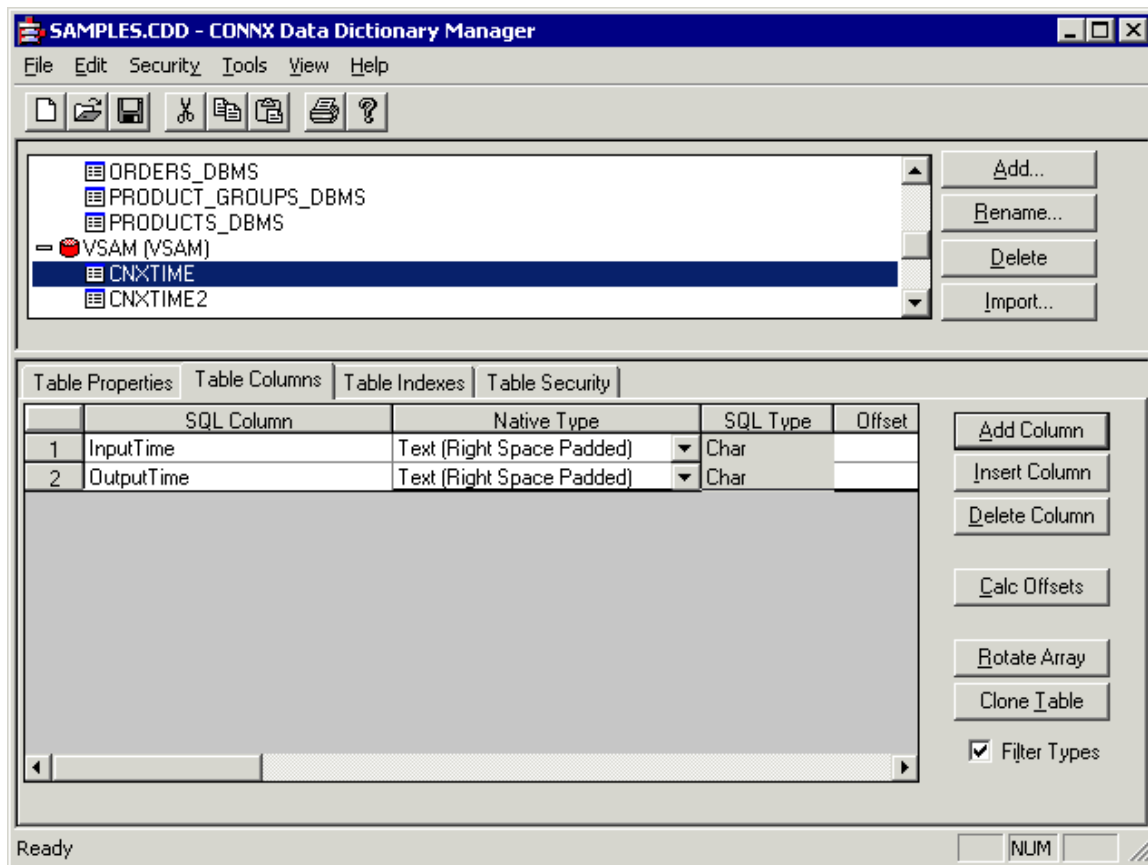 SAMPLES.CDD - CONNX Data Dictionary Manager
File Edit Security Tools View Help
ORDERS_DBMS
PRODUCT_GROUPS_DBMS
PRODUCTS_DBMS
VSAM (VSAM)
CNXTIME
CNXTIME2
Add...
Rename...
Delete
Import...
Table Properties Table Columns Table Indexes Table Security
SQL Column Native Type SQL Type Offset
1 InputTime Text (Right Space Padded) Char
2 OutputTime Text (Right Space Padded) Char
Add Column
Insert Column
Delete Column
Calc Offsets
Rotate Array
Clone Table
Filter Types
Ready NUM